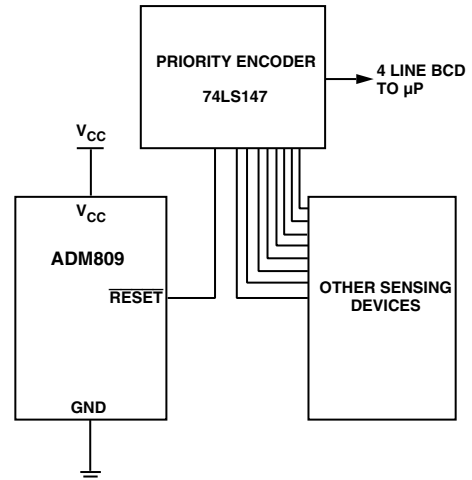 PRIORITY ENCODER
74LS147
4 LINE BCD
TO µP
VCC
VCC
ADM809
RESET
GND
OTHER SENSING
DEVICES